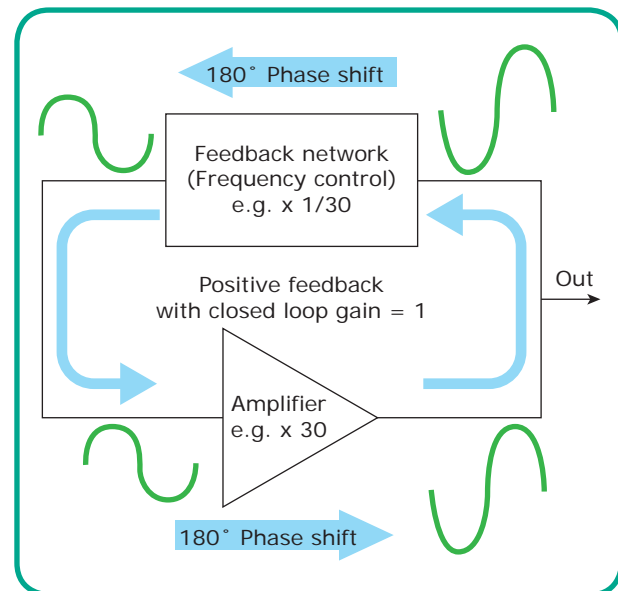 180˚ Phase shift
Feedback network
(Frequency control)
e.g. x 1/30
Positive feedback
with closed loop gain = 1
Out
Amplifier
e.g. x 30
180˚ Phase shift